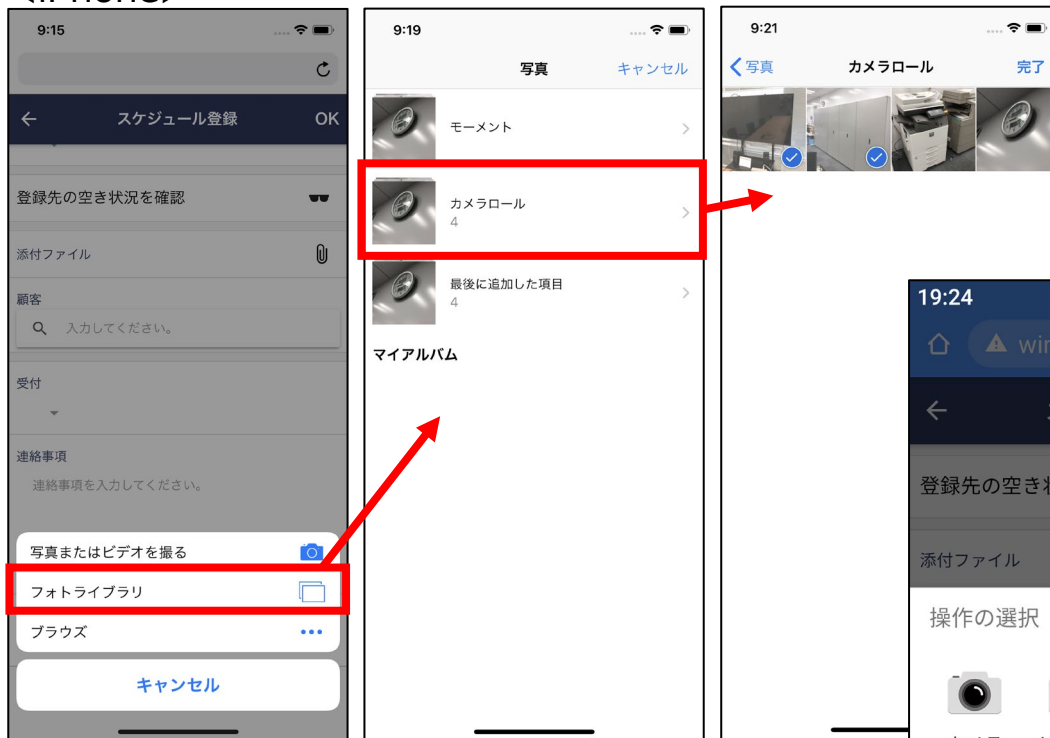 9:15
スケジュール登録
OK
登録先の空き状況を確認
添付ファイル
顧客
入力してください。
受付
連絡事項
連絡事項を入力してください。
写真またはビデオを撮る
フォトライブラリ
ブラウズ
キャンセル
9:19
写真
キャンセル
モーメント
カメラロール
4
最後に追加した項目
4
マイアルバム
9:21
写真
カメラロール
完了
19:24
登録先の空き
添付ファイル
操作の選択